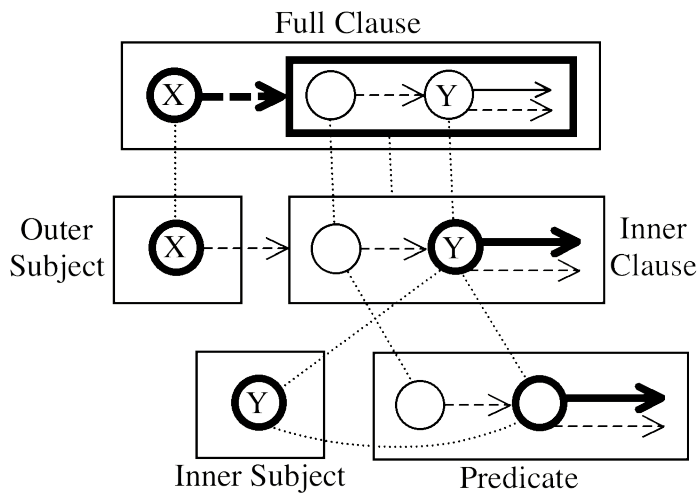 Full Clause
X
Y
Outer
Subject
X
Y
Inner
Clause
Y
Inner Subject
Predicate